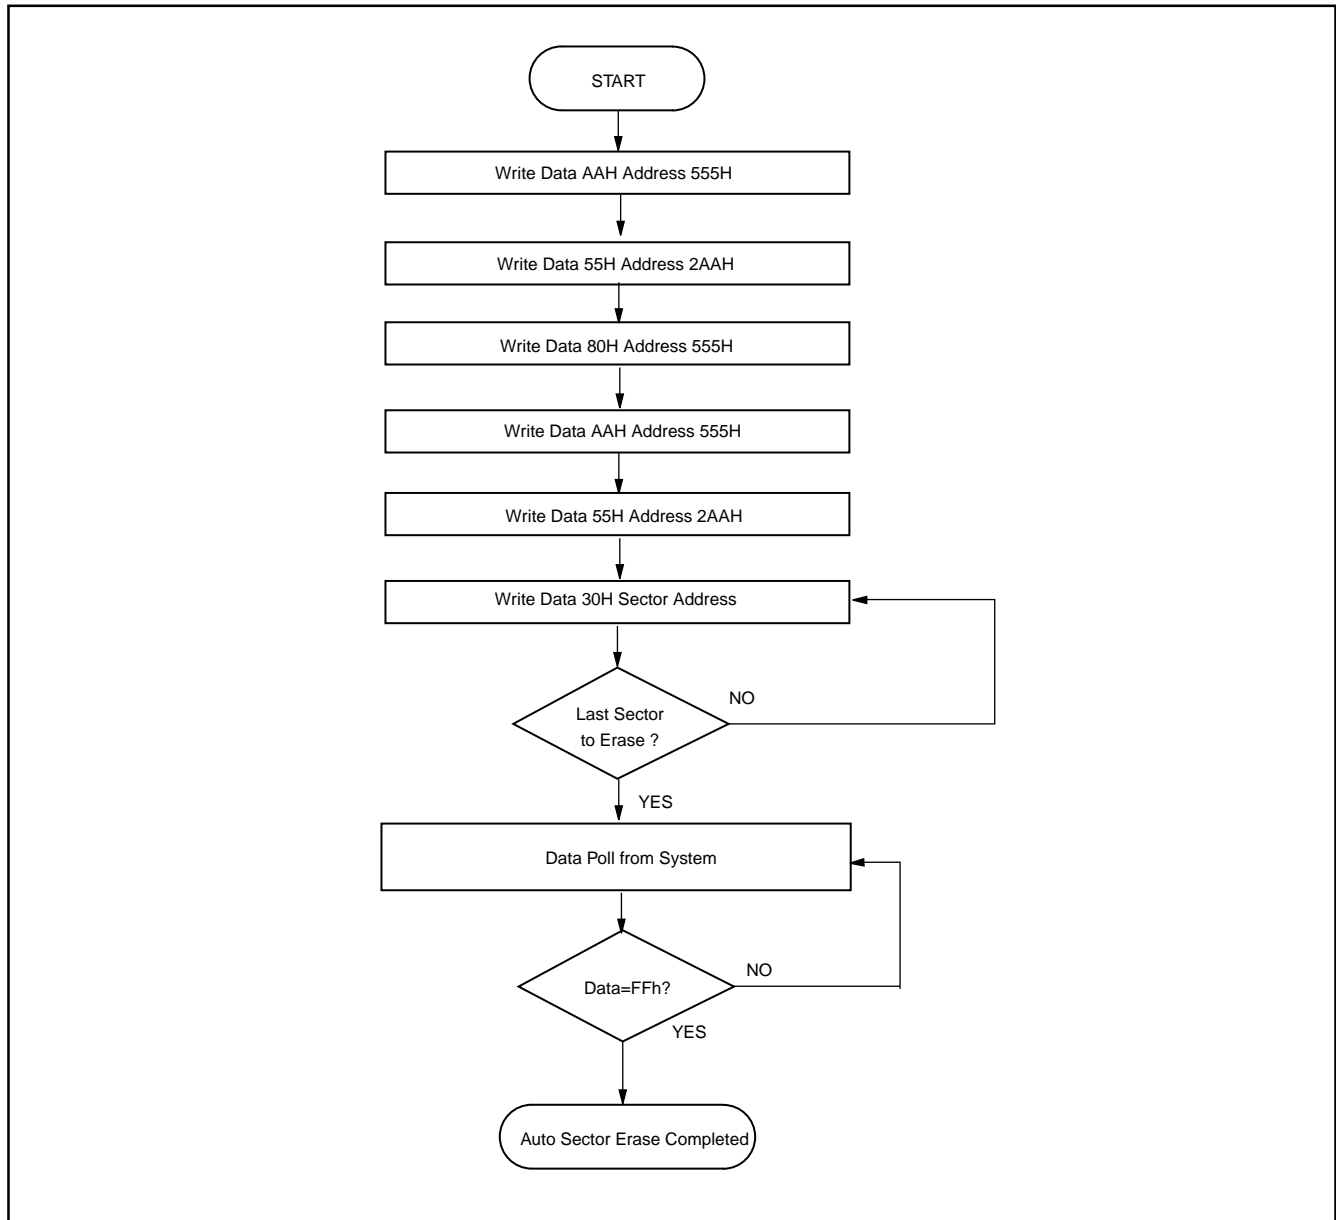 START
Write Data AAH Address 555H
Write Data 55H Address 2AAH
Write Data 80H Address 555H
Write Data AAH Address 555H
Write Data 55H Address 2AAH
Write Data 30H Sector Address
NO
Last Sector
to Erase ?
YES
Data Poll from System
NO
Data=FFh?
YES
Auto Sector Erase Completed